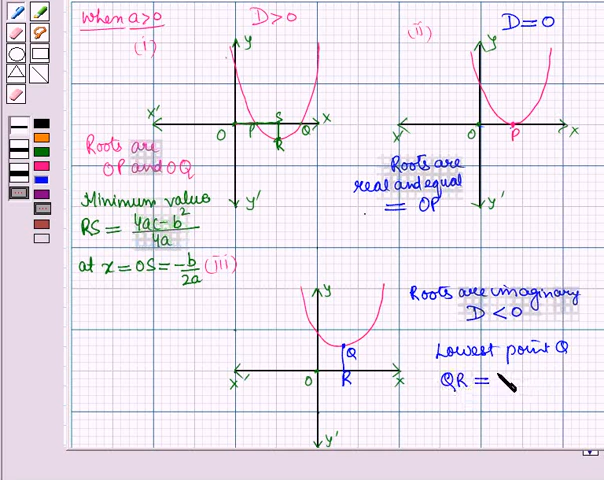 When a>0
D>0
(i)
Y
X'
O
P
S
R
Q
X
Y'
Roots are
OP and OQ
Minimum value
RS = 4ac-b²/4a
at x = OS = -b/2a
(ii)
D=0
Y
X'
O
P
X
Y'
Roots are
real and equal
= OP
(iii)
Y
X'
O
Q
R
X
Y'
Roots are imaginary
D < 0
Lowest point Q
QR =